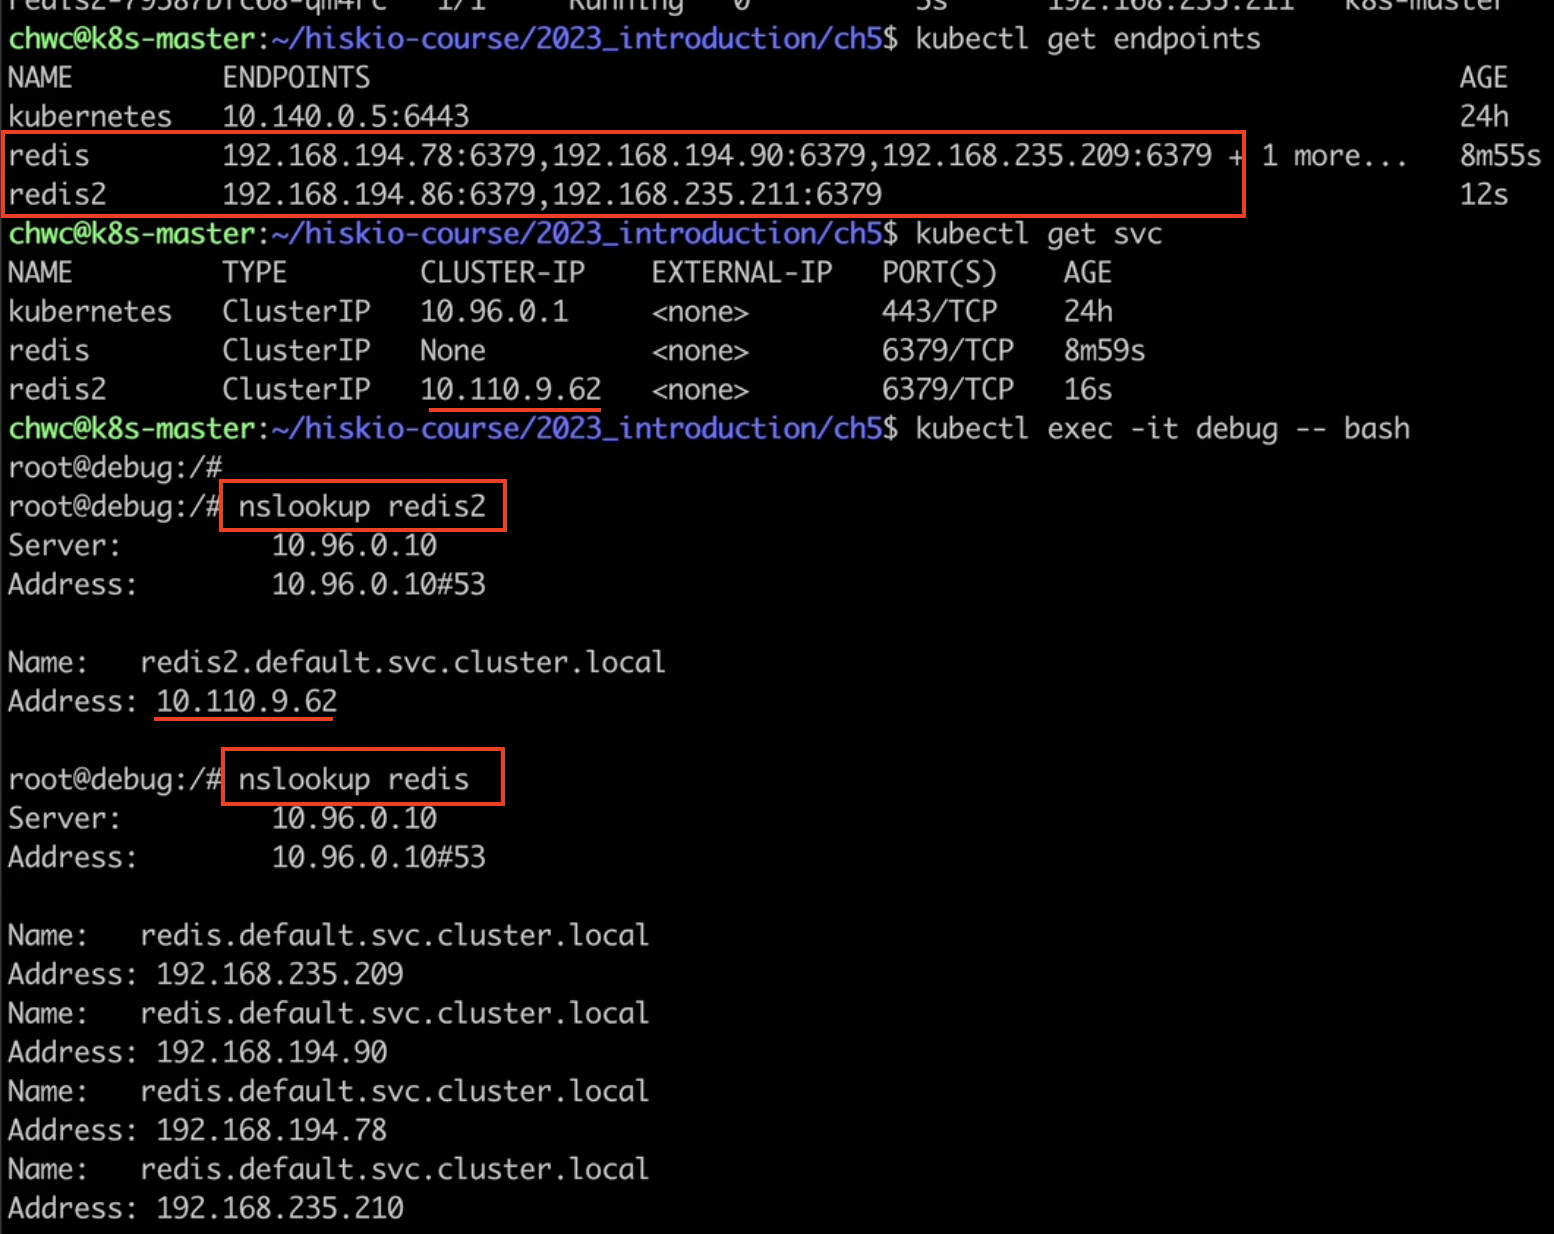 1/1 Running 0 5s 192.168.235.211 k8s-master
chwc@k8s-master:~/hiskio-course/2023_introduction/ch5$ kubectl get endpoints
NAME ENDPOINTS AGE
kubernetes 10.140.0.5:6443 24h
redis 192.168.194.78:6379,192.168.194.90:6379,192.168.235.209:6379 + 1 more... 8m55s
redis2 192.168.194.86:6379,192.168.235.211:6379 12s
chwc@k8s-master:~/hiskio-course/2023_introduction/ch5$ kubectl get svc
NAME TYPE CLUSTER-IP EXTERNAL-IP PORT(S) AGE
kubernetes ClusterIP 10.96.0.1 <none> 443/TCP 24h
redis ClusterIP None <none> 6379/TCP 8m59s
redis2 ClusterIP 10.110.9.62 <none> 6379/TCP 16s
chwc@k8s-master:~/hiskio-course/2023_introduction/ch5$ kubectl exec -it debug -- bash
root@debug:/#
root@debug:/# nslookup redis2
Server: 10.96.0.10
Address: 10.96.0.10#53
Name: redis2.default.svc.cluster.local
Address: 10.110.9.62
root@debug:/# nslookup redis
Server: 10.96.0.10
Address: 10.96.0.10#53
Name: redis.default.svc.cluster.local
Address: 192.168.235.209
Name: redis.default.svc.cluster.local
Address: 192.168.194.90
Name: redis.default.svc.cluster.local
Address: 192.168.194.78
Name: redis.default.svc.cluster.local
Address: 192.168.235.210